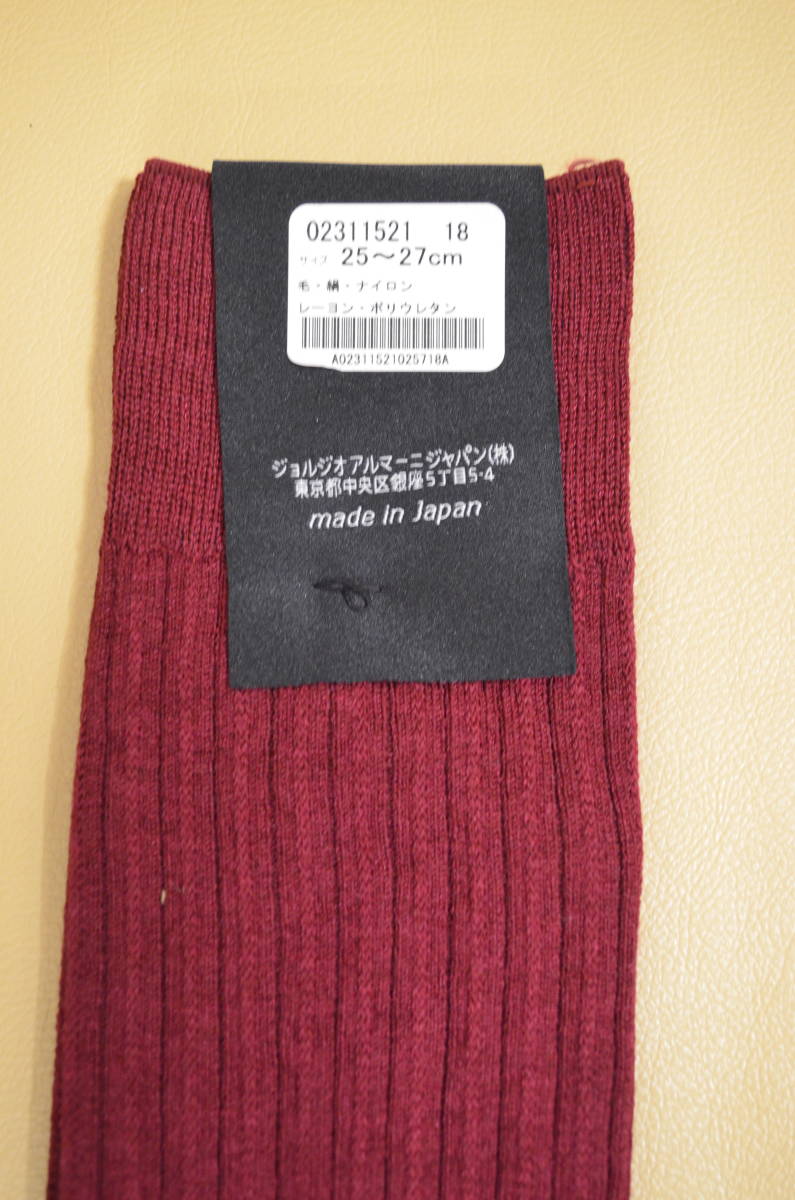 02311521 18
サイズ 25～27cm
毛・絹・ナイロン
レーヨン・ポリウレタン
A02311521025718A
ジョルジオアルマーニジャパン(株)
東京都中央区銀座5丁目5-4
made in Japan